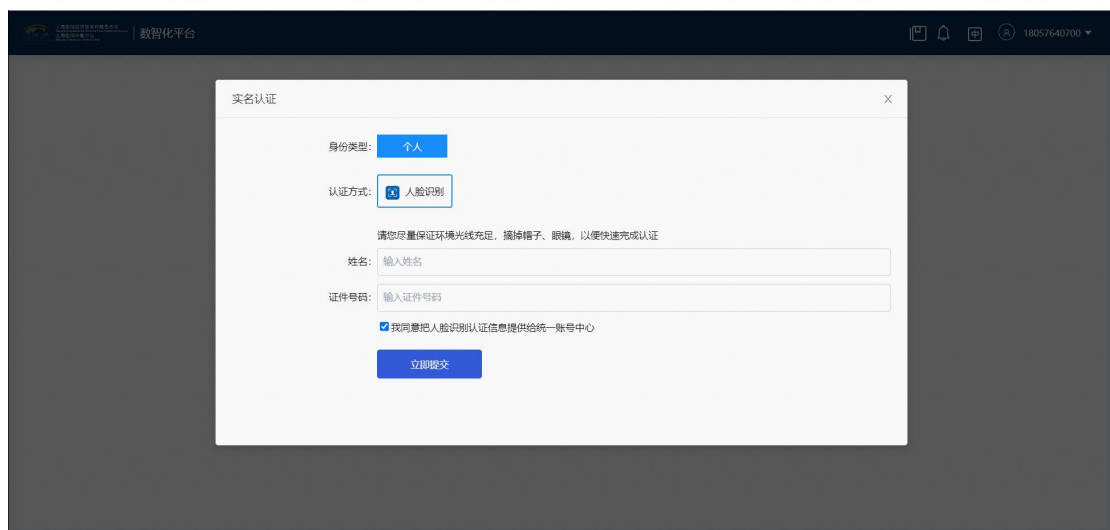 数智化平台
中
18057640700
实名认证
身份类型:
个人
认证方式:
人脸识别
请您尽量保证环境光线充足，摘掉帽子、眼镜，以便快速完成认证
姓名:
输入姓名
证件号码:
输入证件号码
我同意把人脸识别认证信息提供给统一账号中心
立即提交